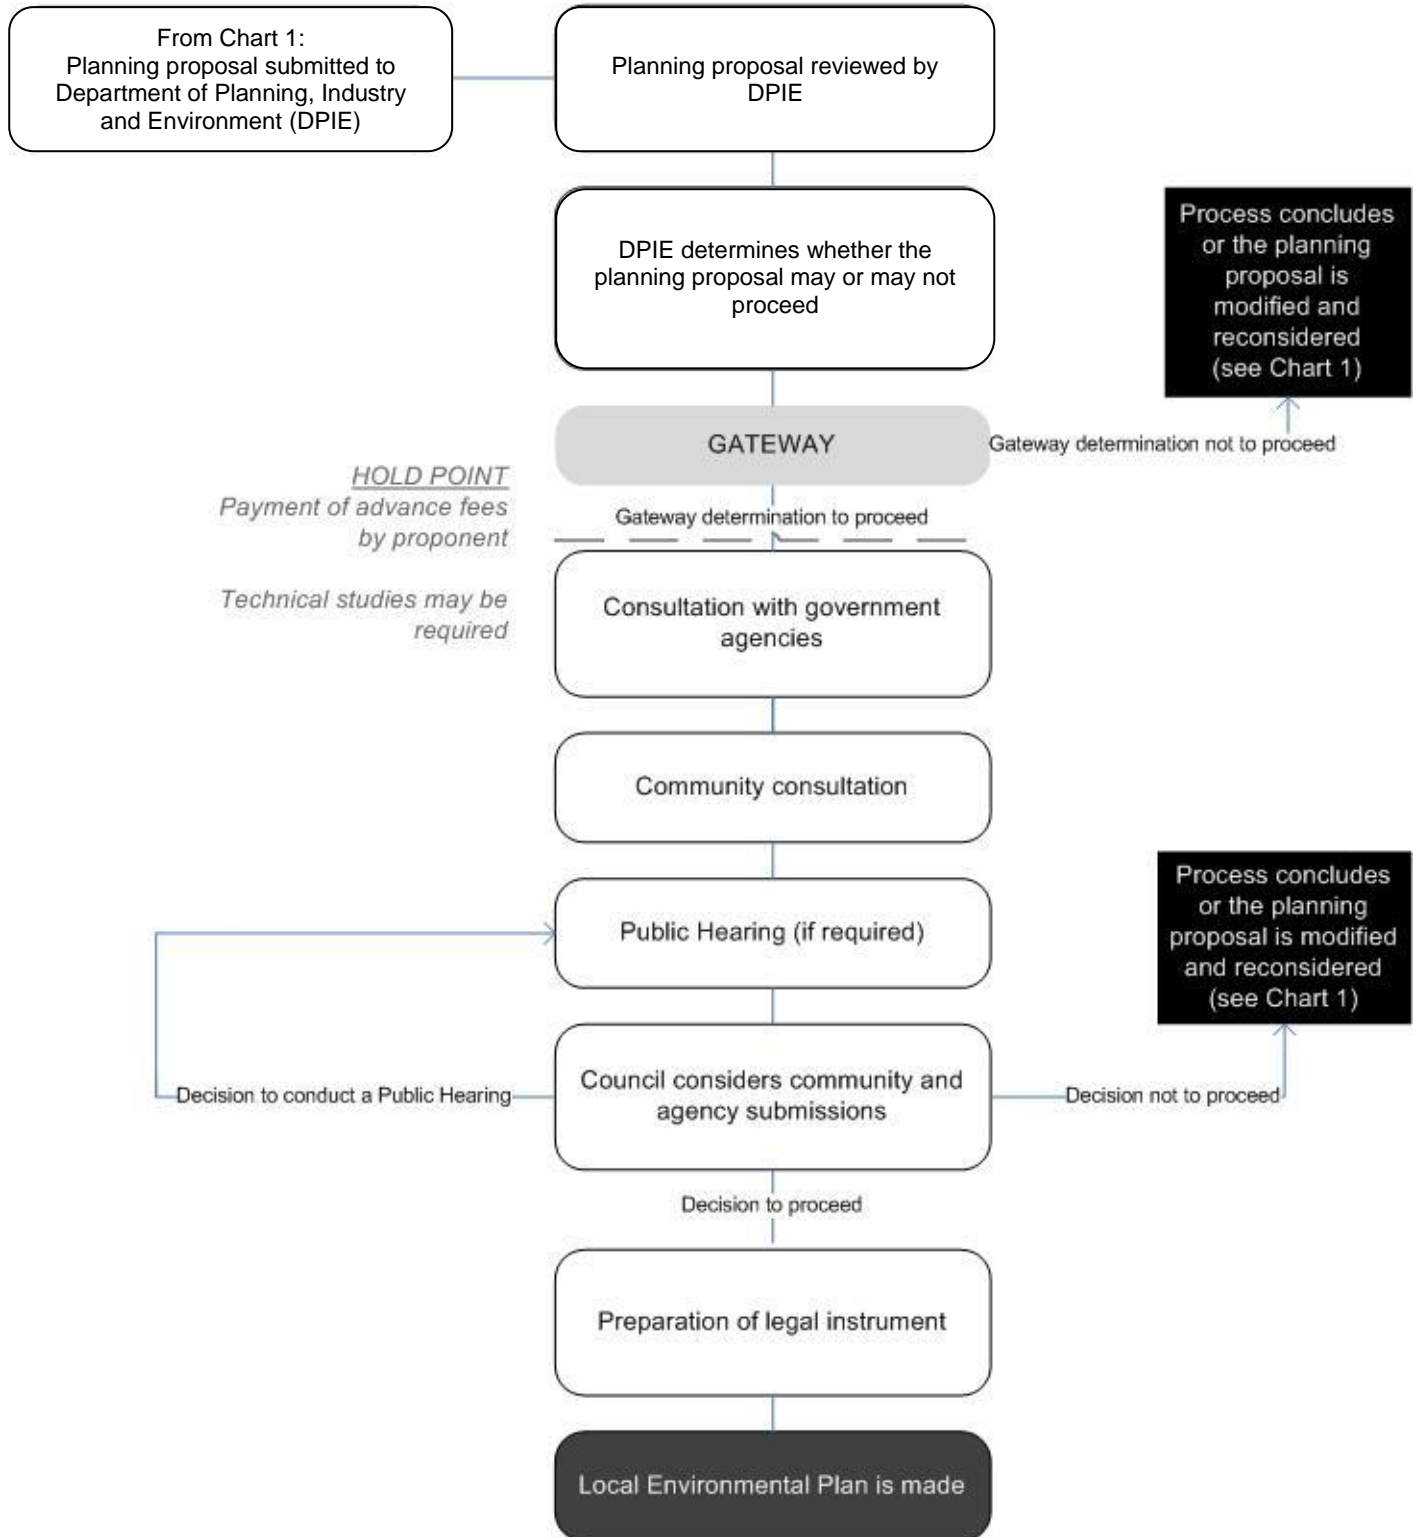 From Chart 1:
Planning proposal submitted to
Department of Planning, Industry
and Environment (DPIE)
Planning proposal reviewed by
DPIE
DPIE determines whether the
planning proposal may or may not
proceed
Process concludes
or the planning
proposal is
modified and
reconsidered
(see Chart 1)
GATEWAY
Gateway determination not to proceed
HOLD POINT
Payment of advance fees
by proponent
Gateway determination to proceed
Technical studies may be
required
Consultation with government
agencies
Community consultation
Public Hearing (if required)
Process concludes
or the planning
proposal is modified
and reconsidered
(see Chart 1)
Decision to conduct a Public Hearing
Council considers community and
agency submissions
Decision not to proceed
Decision to proceed
Preparation of legal instrument
Local Environmental Plan is made